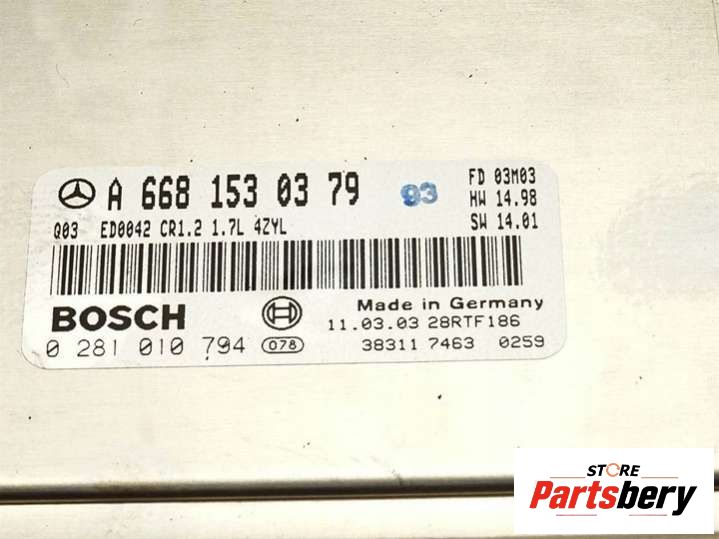 A 668 153 03 79 93
FD 03M03
HW 14.98
SW 14.01
Q03 ED0042 CR1.2 1.7L 4ZYL
BOSCH
Made in Germany
11.03.03 28RTF186
0 281 010 794 078
38311 7463 0259
STORE
Partsbery